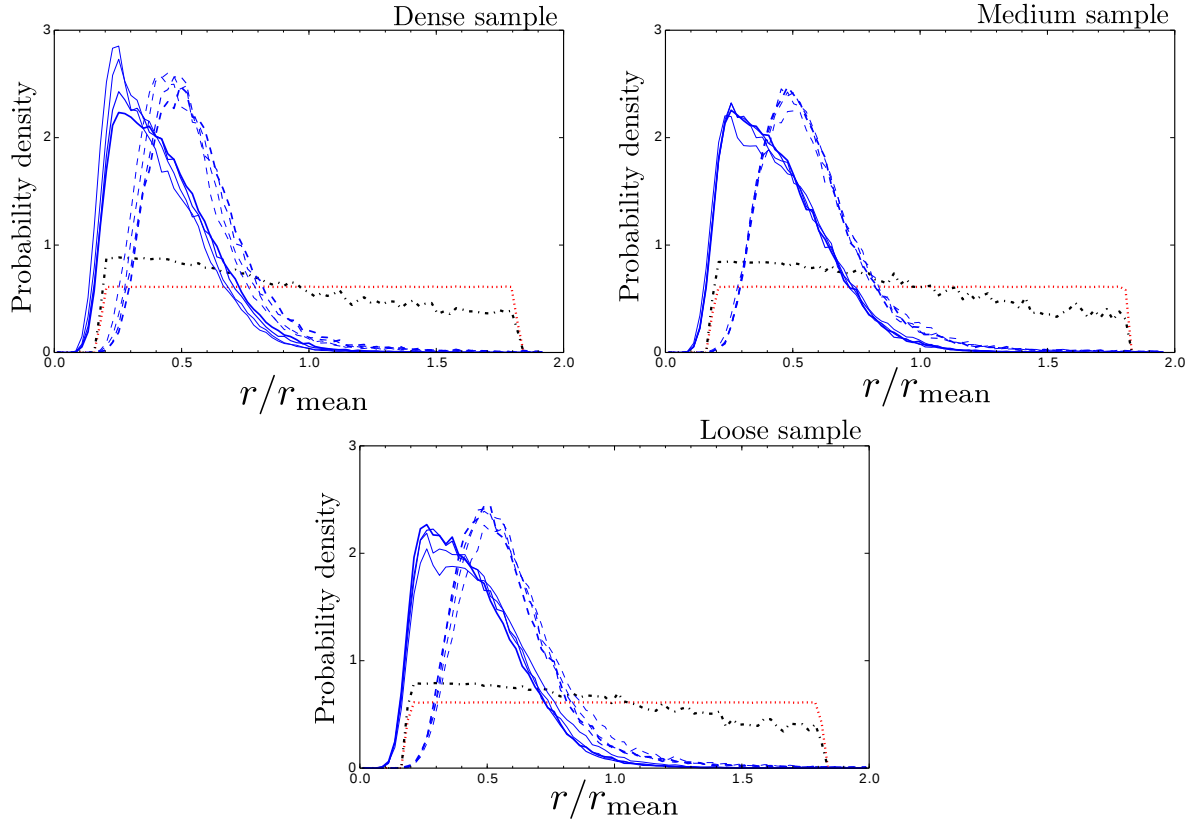 Dense sample
Probability density
3
2
1
0
0.0 0.5 1.0 1.5 2.0
r/r_mean
Medium sample
Probability density
3
2
1
0
0.0 0.5 1.0 1.5 2.0
r/r_mean
Loose sample
Probability density
3
2
1
0
0.0 0.5 1.0 1.5 2.0
r/r_mean